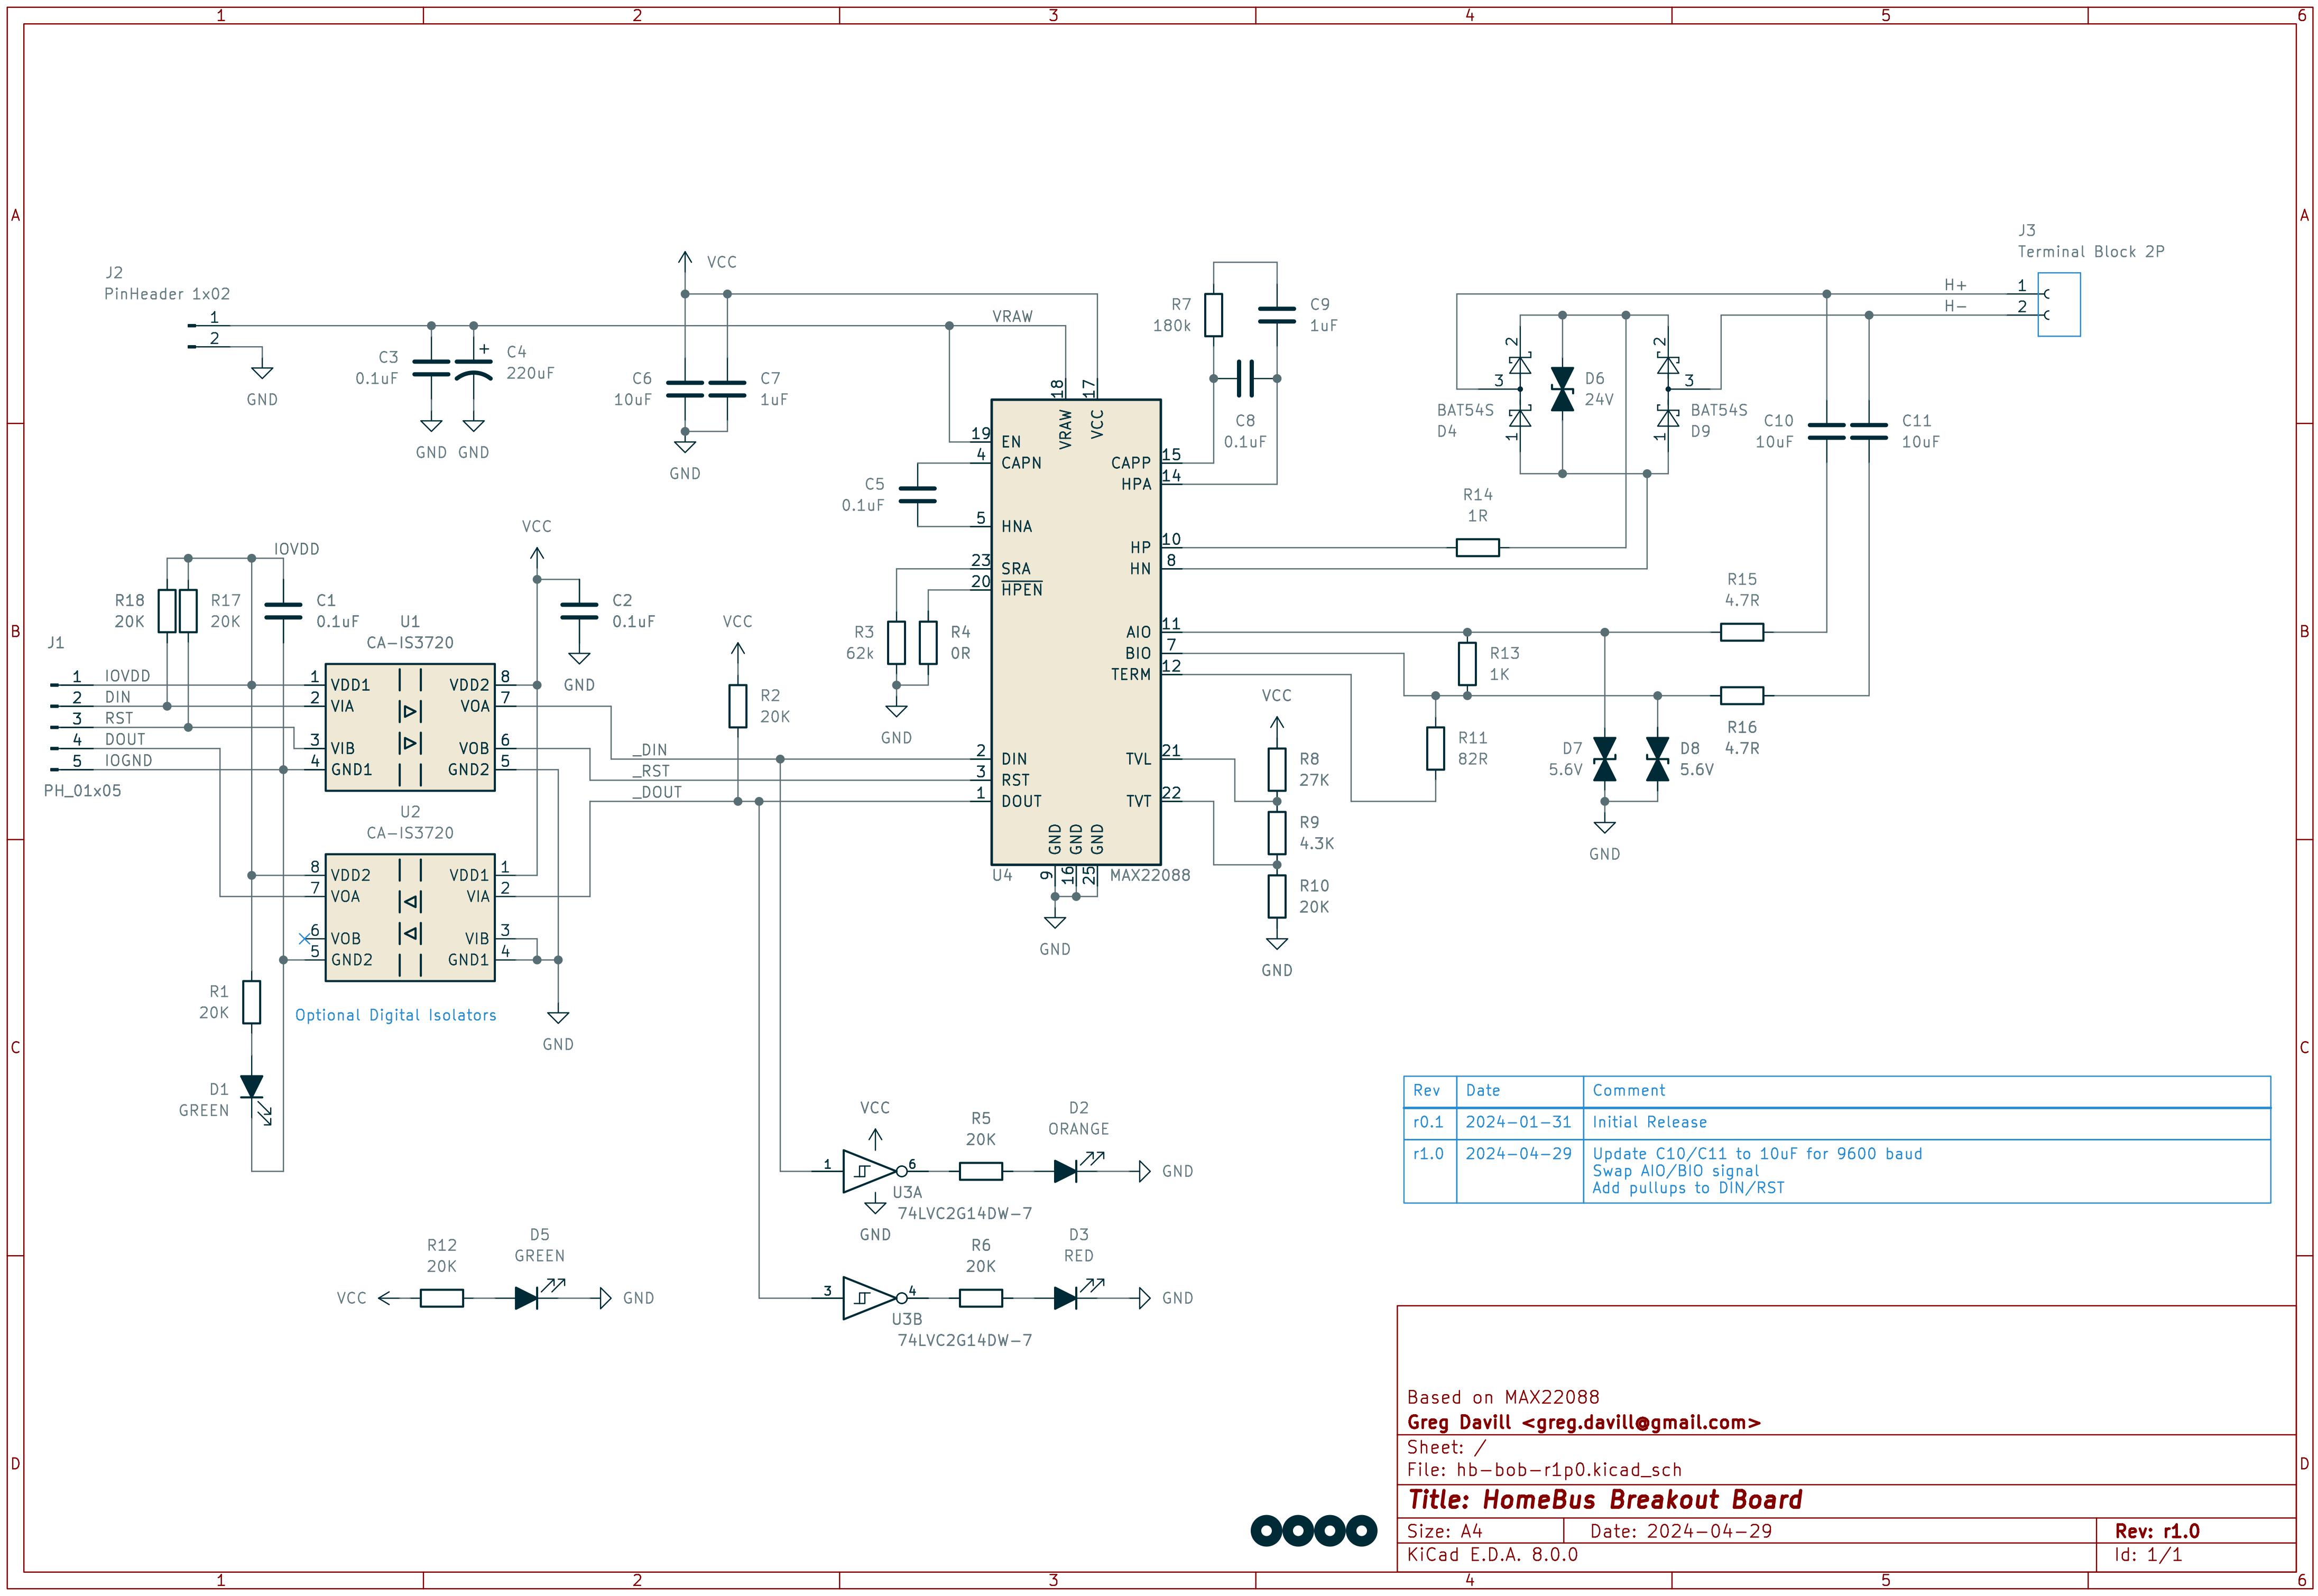 1 2 3 4 5 6
A
A
J3
Terminal Block 2P
H+
1
H-
2
J2
PinHeader 1x02
1
2
GND
VCC
VRAW
C3
0.1uF
C4
220uF
+
GND
GND
C6
10uF
C7
1uF
GND
R7
180k
C9
1uF
C8
0.1uF
2
3
1
BAT54S
D4
D6
24V
2
3
1
BAT54S
D9
C10
10uF
C11
10uF
18
17
VRAW
VCC
19 EN
4 CAPN
5 HNA
23 SRA
20 HPEN
2 DIN
3 RST
1 DOUT
CAPP 15
HPA 14
HP 10
HN 8
AIO 11
BIO 7
TERM 12
TVL 21
TVT 22
GND
GND
GND
9
16
25
U4
MAX22088
GND
C5
0.1uF
R3
62k
R4
0R
GND
R14
1R
R15
4.7R
R13
1K
R16
4.7R
R11
82R
D7
5.6V
D8
5.6V
GND
VCC
R8
27K
R9
4.3K
R10
20K
GND
B
B
IOVDD
R18
20K
R17
20K
C1
0.1uF
VCC
C2
0.1uF
GND
J1
1 IOVDD
2 DIN
3 RST
4 DOUT
5 IOGND
PH_01x05
U1
CA-IS3720
1 VDD1
2 VIA
3 VIB
4 GND1
VDD2 8
VOA 7
VOB 6
GND2 5
U2
CA-IS3720
8 VDD2
7 VOA
6 VOB
5 GND2
VDD1 1
VIA 2
VIB 3
GND1 4
Optional Digital Isolators
GND
VCC
R2
20K
_DIN
_RST
_DOUT
R1
20K
D1
GREEN
C
C
VCC
1
6
U3A
74LVC2G14DW-7
GND
R5
20K
D2
ORANGE
GND
3
4
U3B
74LVC2G14DW-7
R6
20K
D3
RED
GND
VCC
R12
20K
D5
GREEN
GND
Rev Date Comment
r0.1 2024-01-31 Initial Release
r1.0 2024-04-29 Update C10/C11 to 10uF for 9600 baud
Swap AIO/BIO signal
Add pullups to DIN/RST
D
D
Based on MAX22088
Greg Davill <greg.davill@gmail.com>
Sheet: /
File: hb-bob-r1p0.kicad_sch
Title: HomeBus Breakout Board
Size: A4 Date: 2024-04-29 Rev: r1.0
KiCad E.D.A. 8.0.0 Id: 1/1
1 2 3 4 5 6